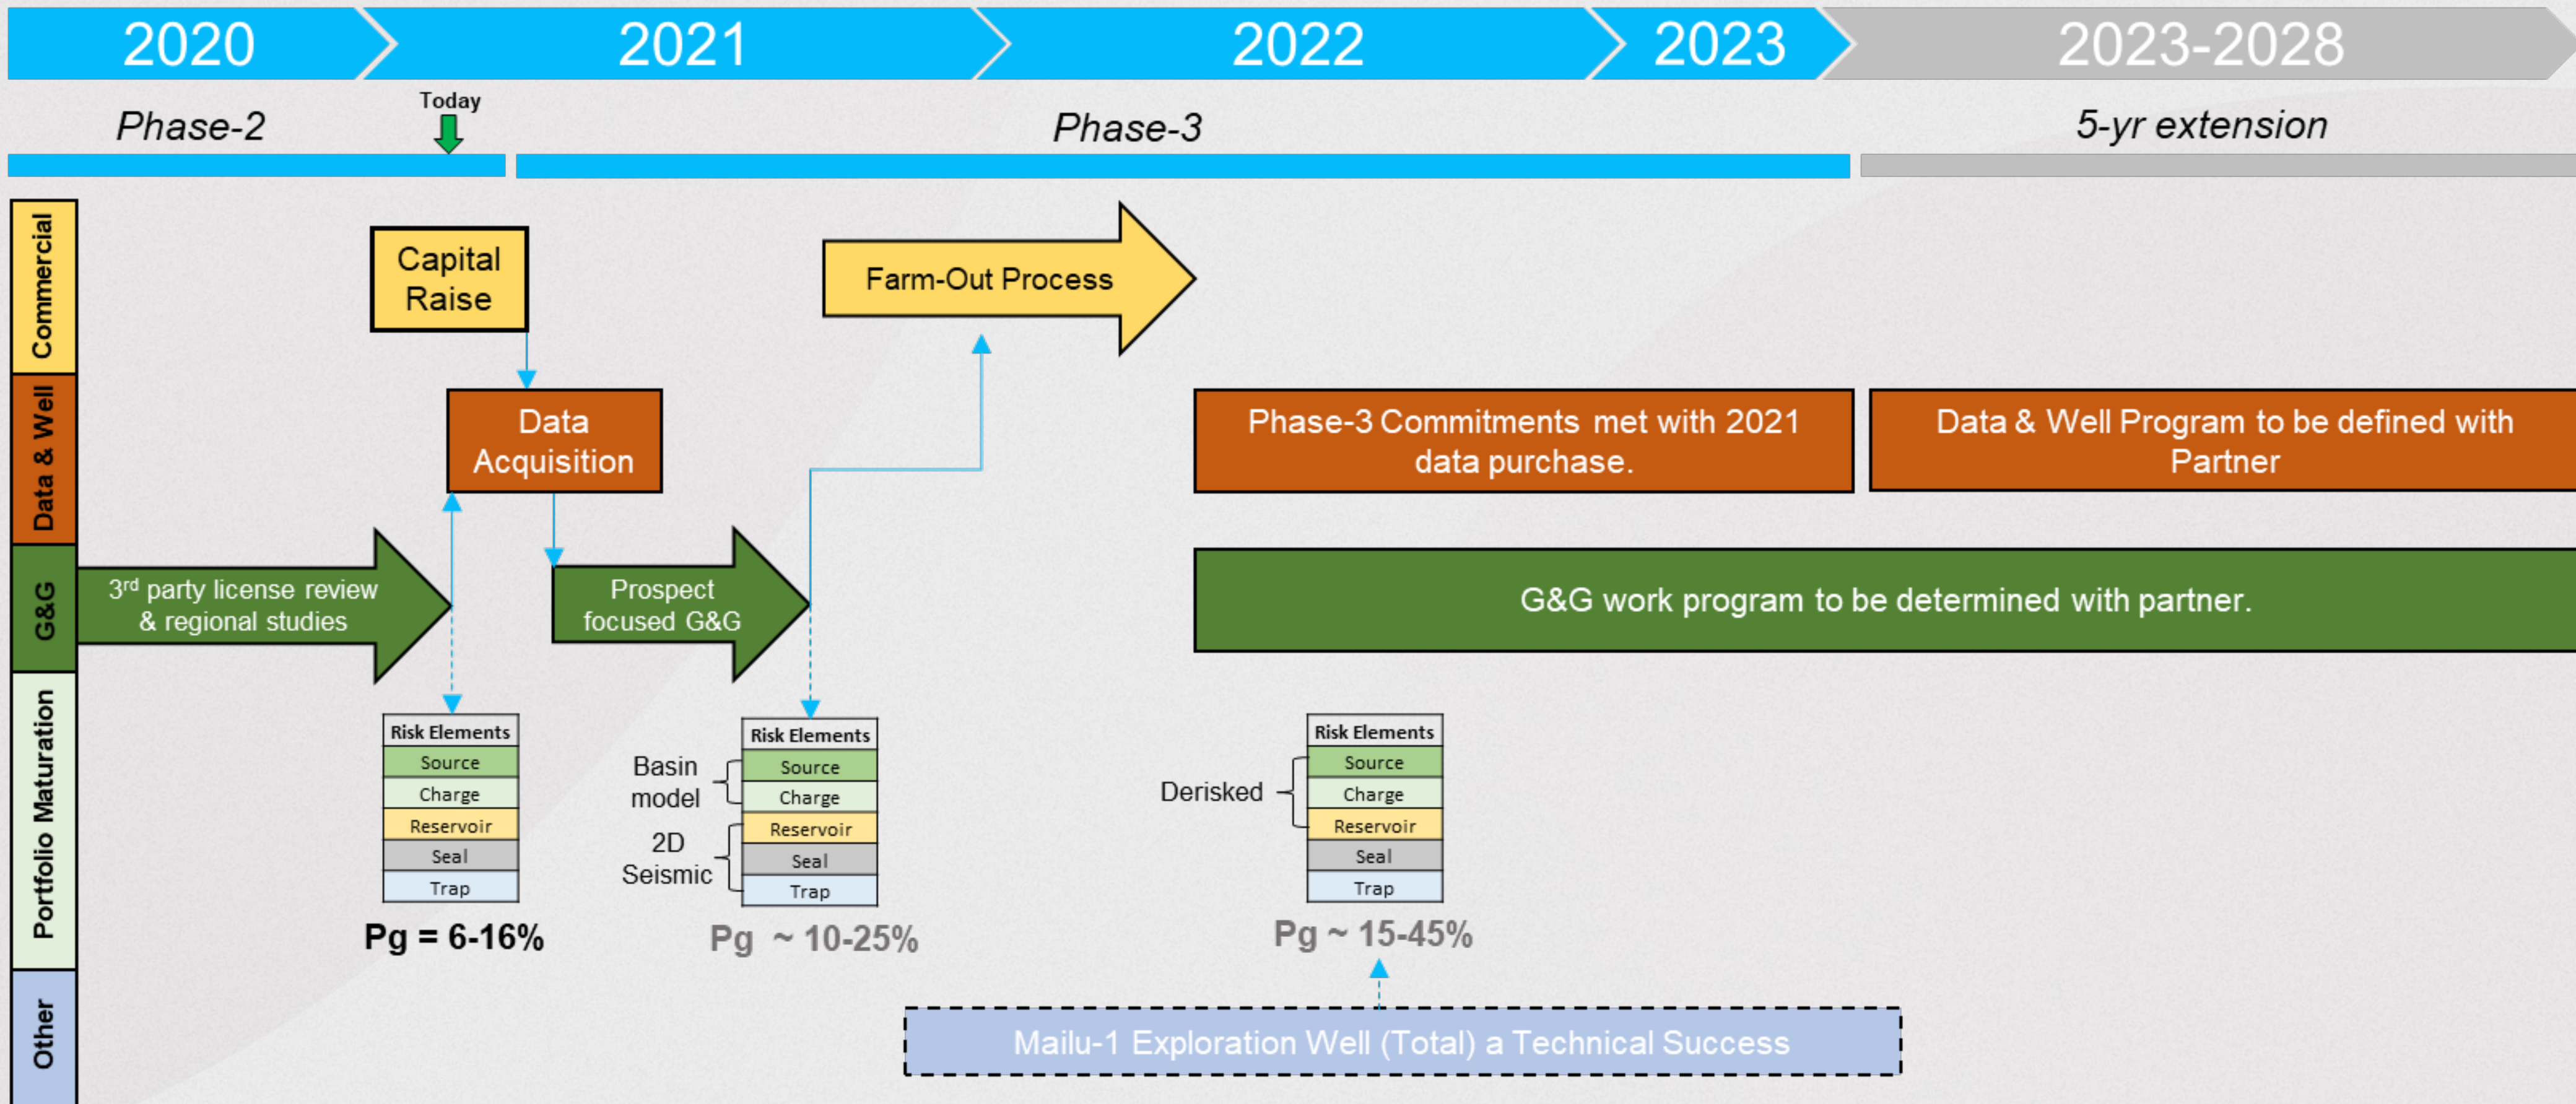 2020
2021
2022
2023
2023-2028
Today
Phase-2
Phase-3
5-yr extension
Commercial
Capital
Raise
Farm-Out Process
Data & Well
Data
Acquisition
Phase-3 Commitments met with 2021
data purchase.
Data & Well Program to be defined with
Partner
G&G
3rd party license review
& regional studies
Prospect
focused G&G
G&G work program to be determined with partner.
Portfolio Maturation
Risk Elements
Source
Charge
Reservoir
Seal
Trap
Pg = 6-16%
Basin
model
2D
Seismic
Risk Elements
Source
Charge
Reservoir
Seal
Trap
Pg ~ 10-25%
Derisked
Risk Elements
Source
Charge
Reservoir
Seal
Trap
Pg ~ 15-45%
Other
Mailu-1 Exploration Well (Total) a Technical Success